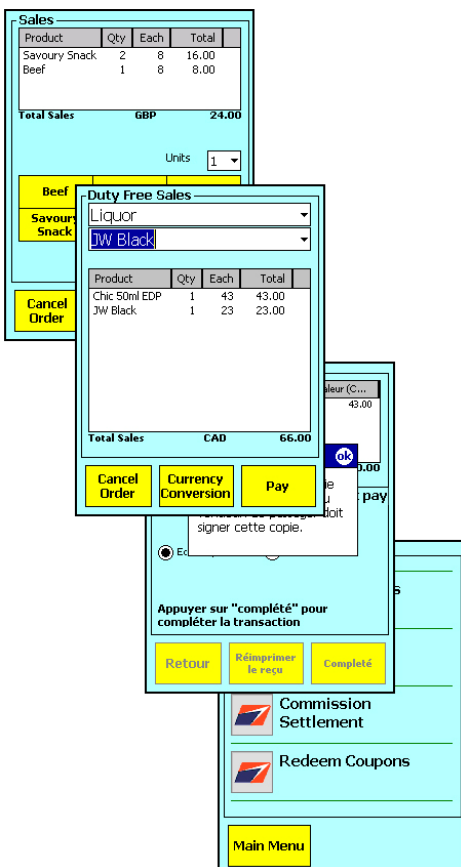 Sales
Product Qty Each Total
Savoury Snack 2 8 16.00
Beef 1 8 8.00
Total Sales GBP 24.00
Units 1
Beef
Savoury
Snack
Cancel
Order
Duty Free Sales
Liquor
JW Black
Product Qty Each Total
Chic 50ml EDP 1 43 43.00
JW Black 1 23 23.00
Total Sales CAD 66.00
Cancel
Order
Currency
Conversion
Pay
(C...
43.00
ok
0.00
pay
doit
signer cette copie.
Appuyer sur "complété" pour
compléter la transaction
Retour
Réimprimer
le reçu
Completé
Commission
Settlement
Redeem Coupons
Main Menu